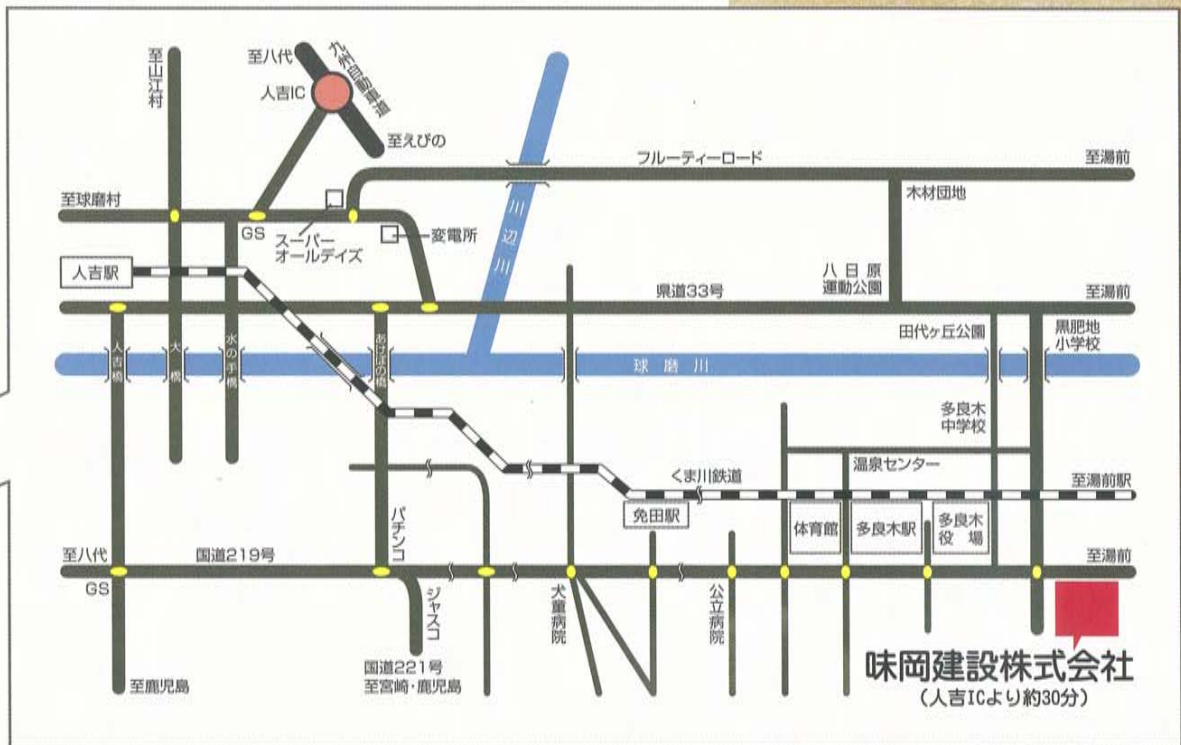 至山江村
至八代
九州自動車道
人吉IC
至えびの
フルーティーロード
至湯前
至球磨村
木材団地
GS
スーパー
オールデイズ
変電所
川辺川
人吉駅
八日原
運動公園
県道33号
至湯前
田代ヶ丘公園
黒肥地
小学校
人吉橋
大橋
水の手橋
あけぼの橋
球磨川
多良木
中学校
温泉センター
くま川鉄道
至湯前駅
免田駅
体育館
多良木駅
多良木
役場
パチンコ
至八代
国道219号
至湯前
GS
ジャスコ
犬童病院
公立病院
国道221号
至宮崎・鹿児島
至鹿児島
味岡建設株式会社
(人吉ICより約30分)